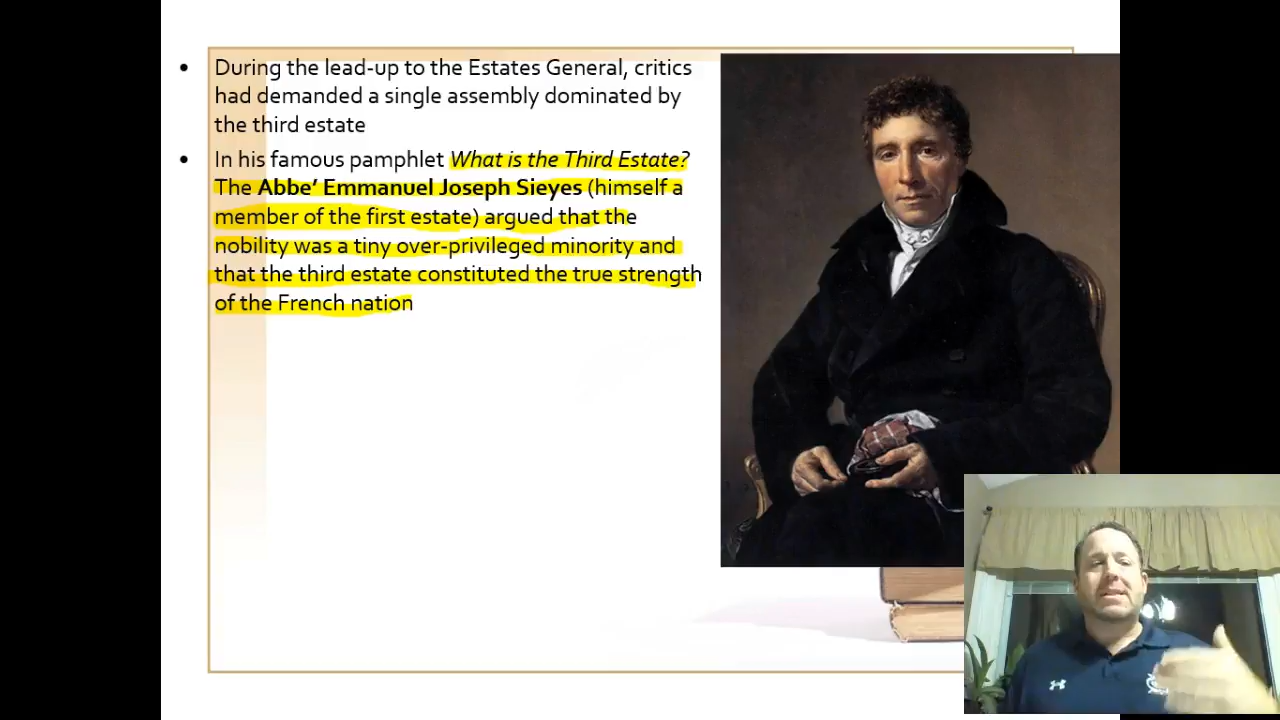 • During the lead-up to the Estates General, critics
had demanded a single assembly dominated by
the third estate
• In his famous pamphlet What is the Third Estate?
The Abbe' Emmanuel Joseph Sieyes (himself a
member of the first estate) argued that the
nobility was a tiny over-privileged minority and
that the third estate constituted the true strength
of the French nation